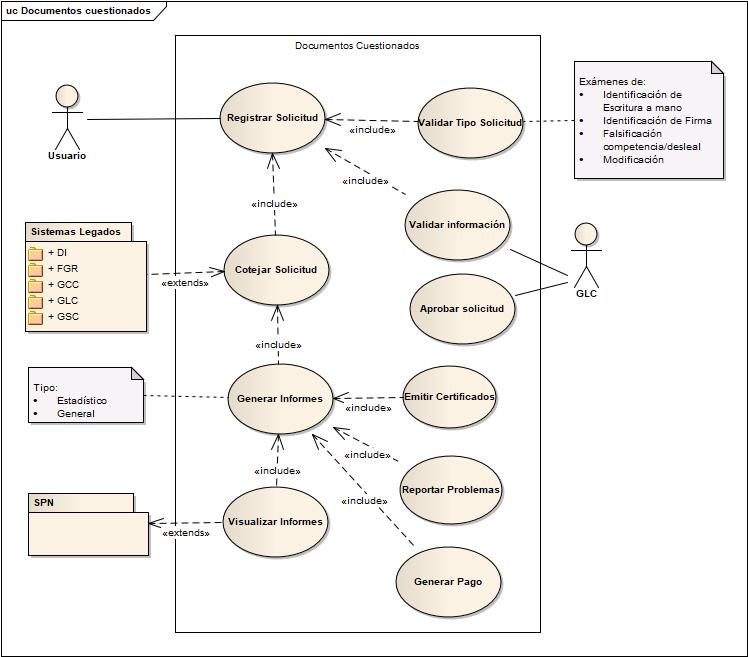 uc Documentos cuestionados
Documentos Cuestionados
Usuario
Registrar Solicitud
«include»
Validar Tipo Solicitud
Exámenes de:
• Identificación de
Escritura a mano
• Identificación de Firma
• Falsificación
competencia/desleal
• Modificación
«include»
«include»
Validar información
GLC
Sistemas Legados
+ DI
+ FGR
+ GCC
+ GLC
+ GSC
«extends»
Cotejar Solicitud
Aprobar solicitud
«include»
Tipo:
• Estadístico
• General
Generar Informes
«include»
Emitir Certificados
«include»
«include»
Reportar Problemas
«include»
SPN
«extends»
Visualizar Informes
Generar Pago